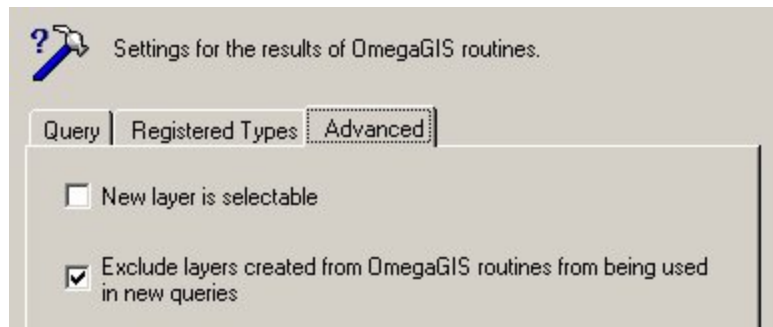 Settings for the results of OmegaGIS routines.
Query Registered Types Advanced
New layer is selectable
Exclude layers created from OmegaGIS routines from being used
in new queries